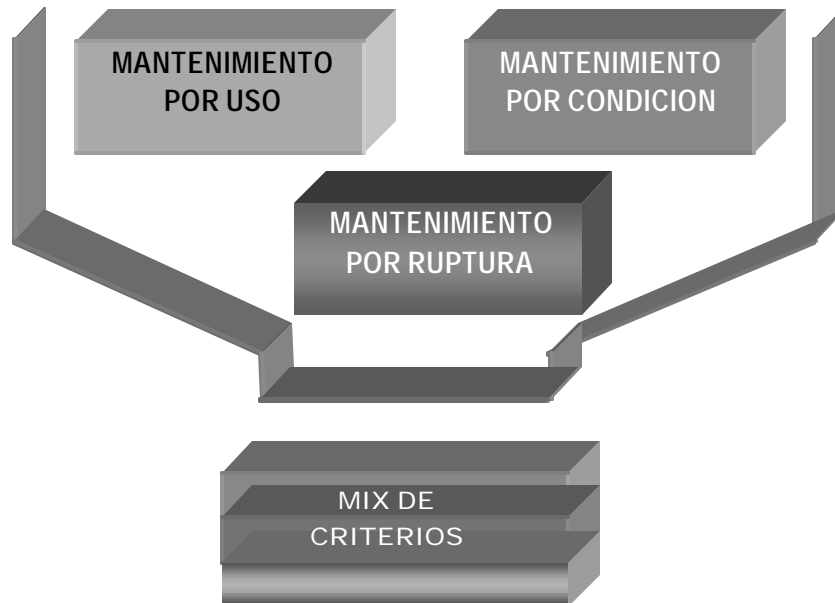 MANTENIMIENTO
POR USO
MANTENIMIENTO
POR CONDICION
MANTENIMIENTO
POR RUPTURA
MIX DE
CRITERIOS